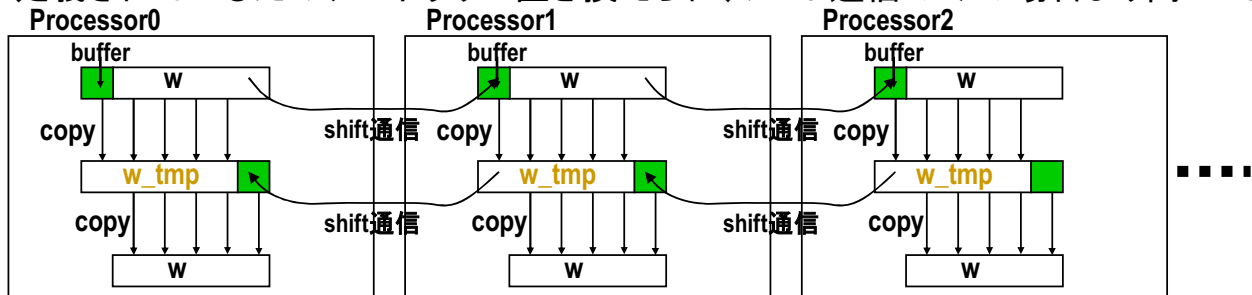 Processor0 Processor1 Processor2
buffer buffer buffer
w w w
copy shift通信 copy shift通信 copy
w_tmp w_tmp w_tmp ....
copy shift通信 copy shift通信 copy
w w w